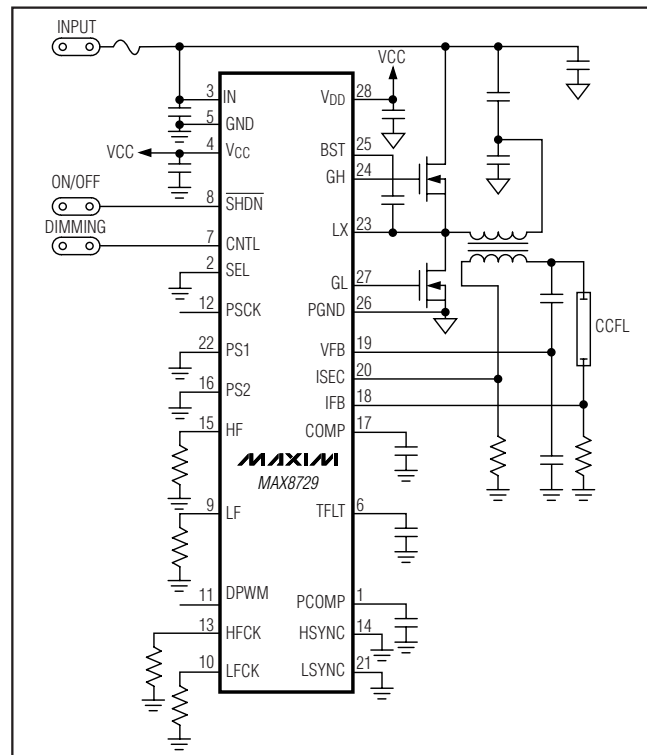 INPUT
VCC
3 IN
VDD 28
5 GND
BST 25
VCC
4 VCC
GH 24
ON/OFF
8 SHDN
LX 23
DIMMING
7 CNTL
2 SEL
GL 27
12 PSCK
PGND 26
CCFL
22 PS1
VFB 19
ISEC 20
16 PS2
IFB 18
15 HF
COMP 17
MAXIM
MAX8729
9 LF
TFLT 6
11 DPWM
PCOMP 1
13 HFCK
HSYNC 14
10 LFCK
LSYNC 21